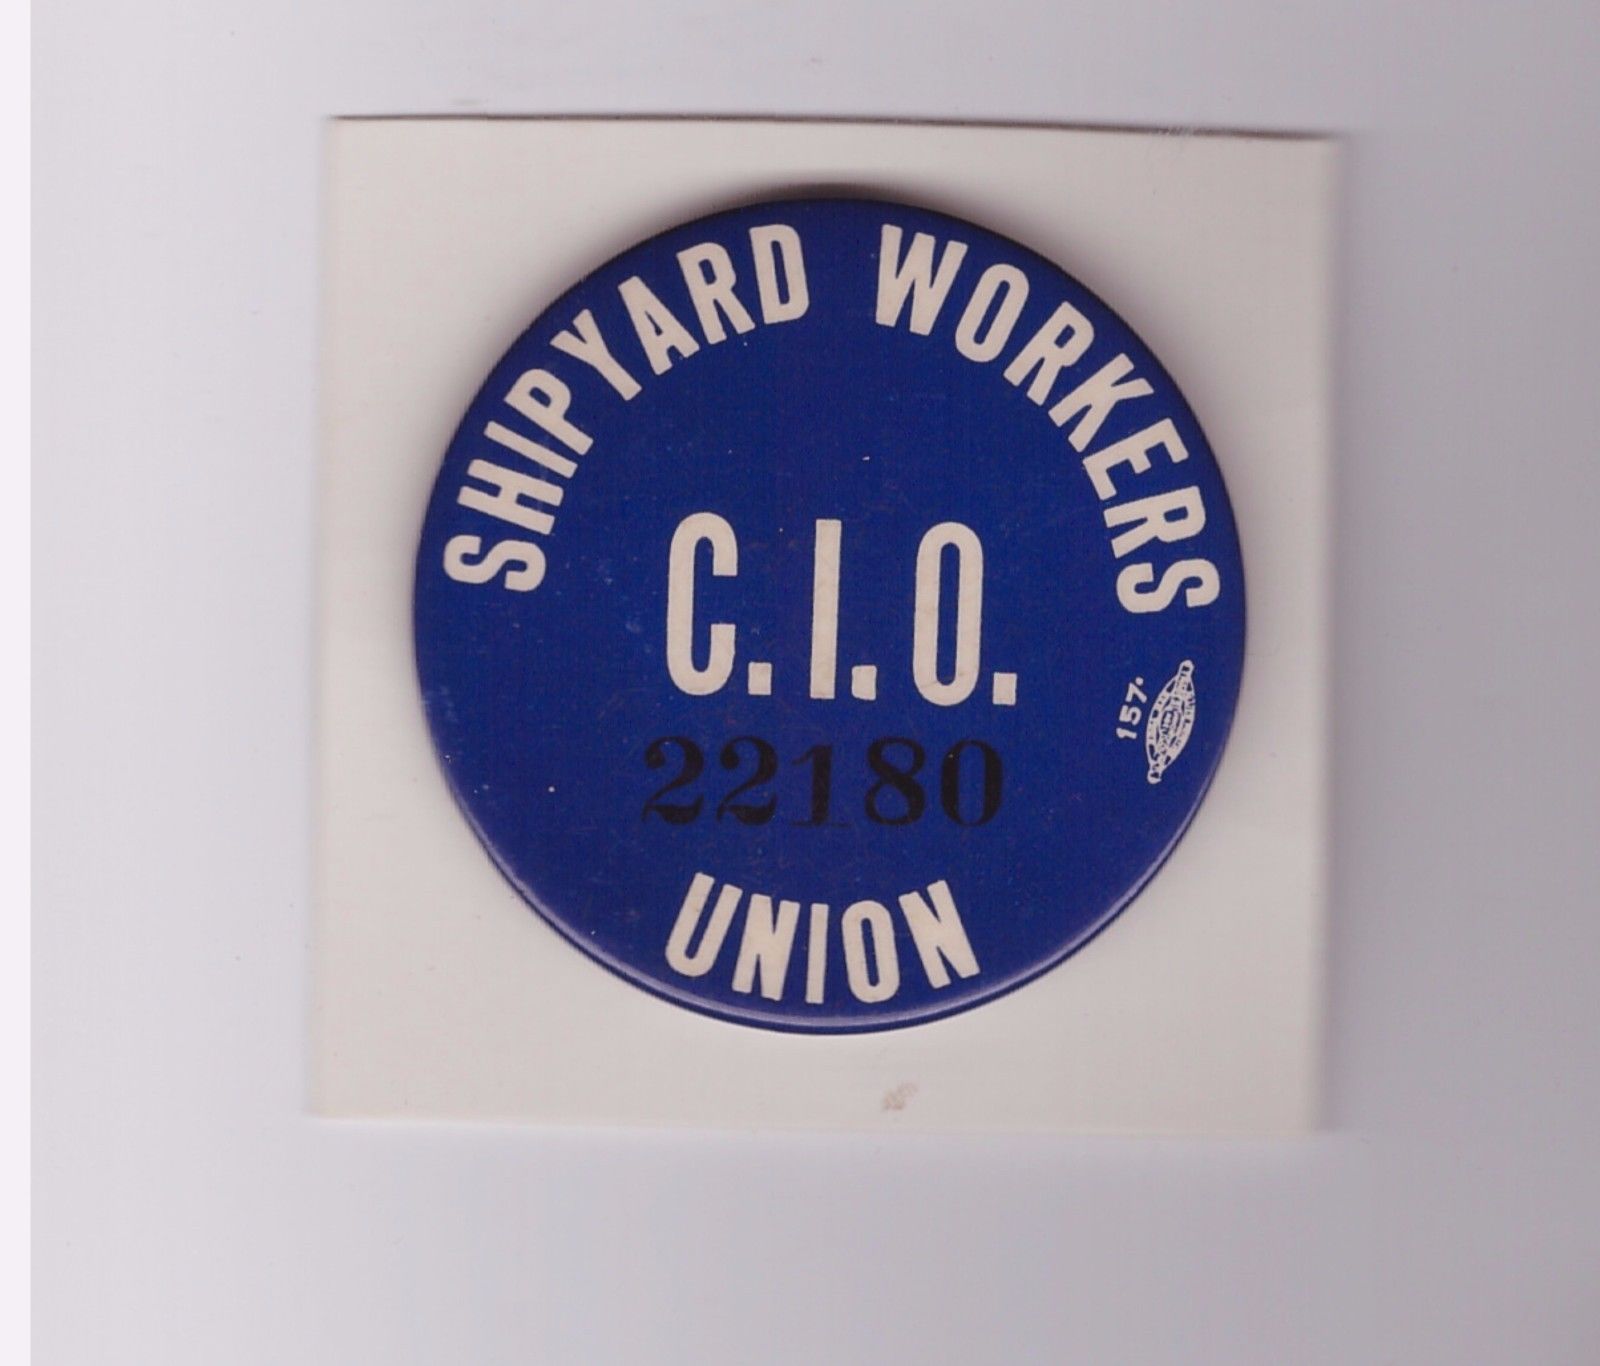 SHIPYARD WORKERS
C.I.O.
157.
22180
UNION